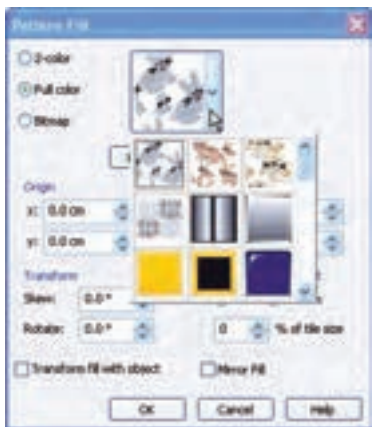 Pattern Fill
2-color
Full color
Bitmap
Origin
x: 0.0 cm
y: 0.0 cm
Transform
Skew: 0.0 °
Rotate: 0.0 °
0 % of tile size
Transform fill with object
Mirror Fill
OK Cancel Help